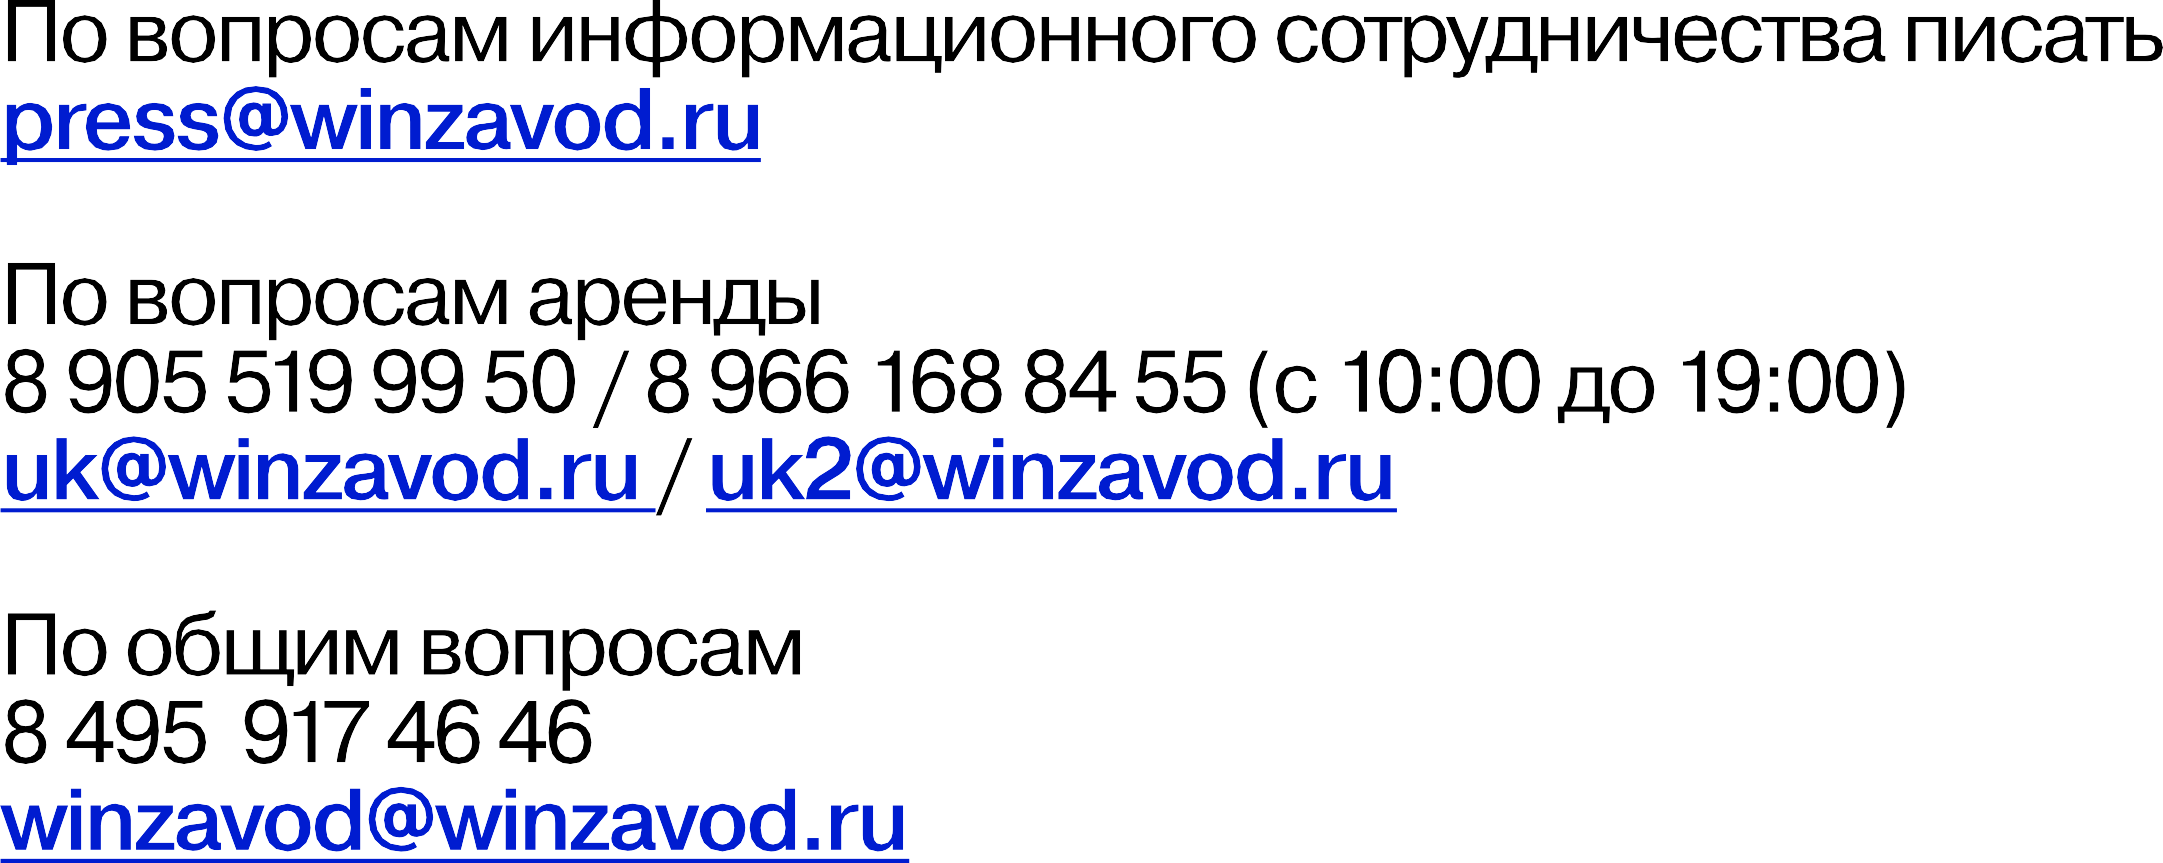 По вопросам информационного сотрудничества писать
press@winzavod.ru
По вопросам аренды
8 905 519 99 50 / 8 966 168 84 55 (с 10:00 до 19:00)
uk@winzavod.ru / uk2@winzavod.ru
По общим вопросам
8 495 917 46 46
winzavod@winzavod.ru